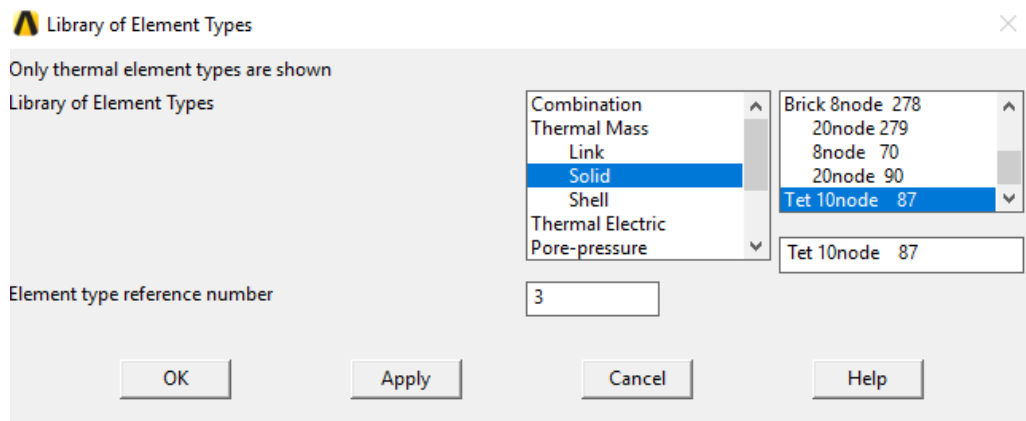 Library of Element Types
Only thermal element types are shown
Library of Element Types
Combination
Thermal Mass
Link
Solid
Shell
Thermal Electric
Pore-pressure
Brick 8node 278
20node 279
8node 70
20node 90
Tet 10node 87
Tet 10node 87
Element type reference number
3
OK
Apply
Cancel
Help